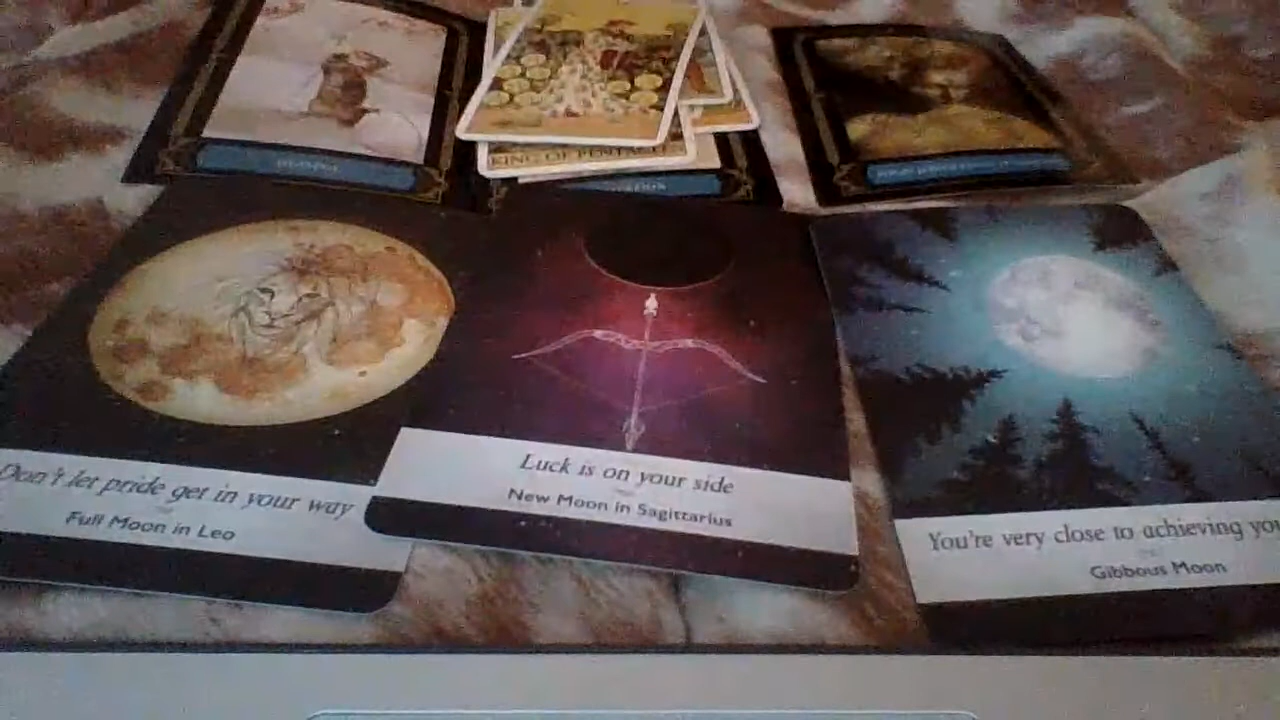 KING OF PENTAC
Don't let pride get in your way
Full Moon in Leo
Luck is on your side
New Moon in Sagittarius
You're very close to achieving you
Gibbous Moon